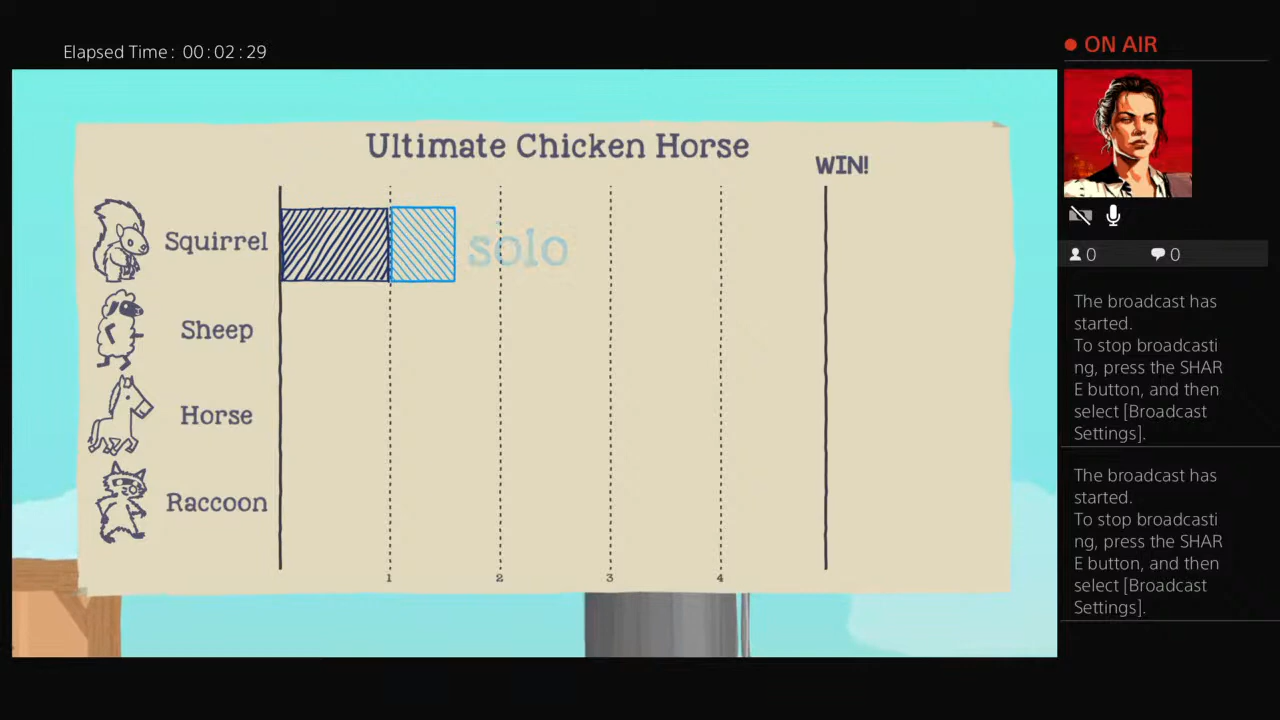 Elapsed Time: 00:02:29
ON AIR
Ultimate Chicken Horse
WIN!
Squirrel
solo
Sheep
Horse
Raccoon
1 2 3 4
0 0
The broadcast has
started.
To stop broadcasti
ng, press the SHAR
E button, and then
select [Broadcast
Settings].
The broadcast has
started.
To stop broadcasti
ng, press the SHAR
E button, and then
select [Broadcast
Settings].